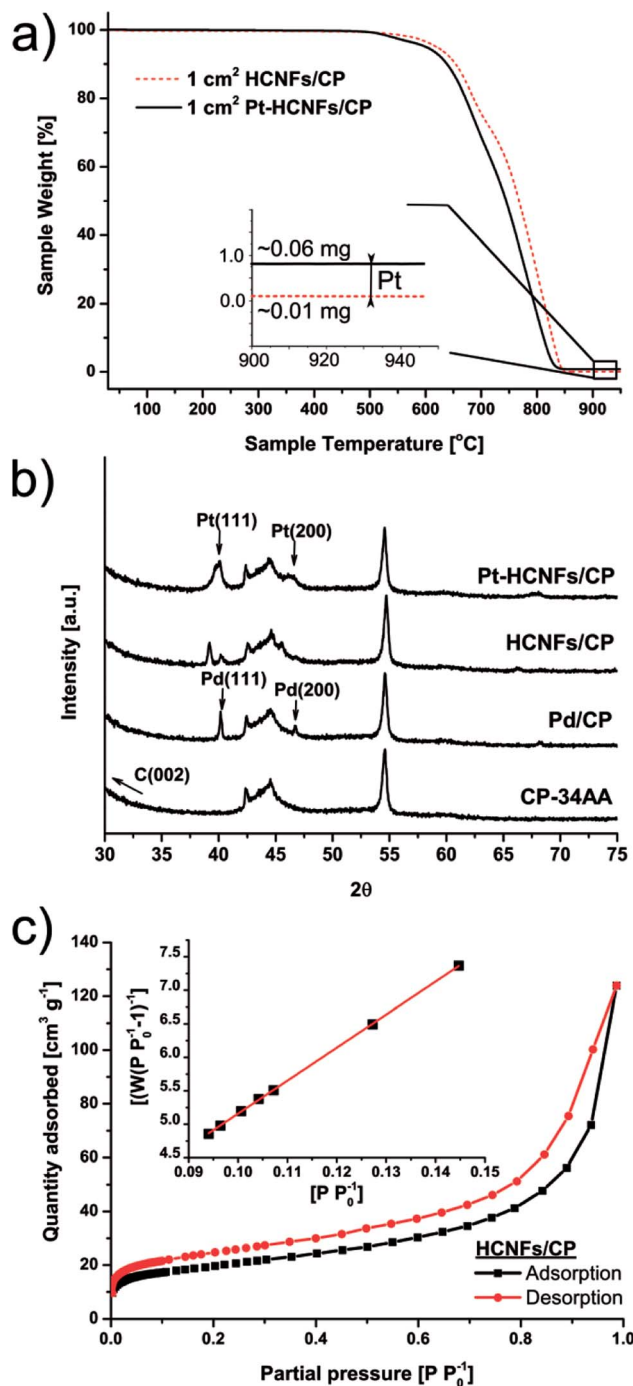 a)
100
80
60
40
20
0
Sample Weight [%]
1 cm² HCNFs/CP
1 cm² Pt-HCNFs/CP
1.0
0.0
~0.06 mg
Pt
~0.01 mg
900 920 940
100 200 300 400 500 600 700 800 900
Sample Temperature [°C]
b)
Intensity [a.u.]
Pt(111)
Pt(200)
Pt-HCNFs/CP
HCNFs/CP
Pd(111)
Pd(200)
Pd/CP
C(002)
CP-34AA
30 35 40 45 50 55 60 65 70 75
2θ
c)
140
120
100
80
60
40
20
0
Quantity adsorbed [cm³ g⁻¹]
7.5
7.0
6.5
6.0
5.5
5.0
4.5
[(W(P P₀⁻¹-1)⁻¹]
0.09 0.10 0.11 0.12 0.13 0.14 0.15
[P P₀⁻¹]
HCNFs/CP
Adsorption
Desorption
0.0 0.2 0.4 0.6 0.8 1.0
Partial pressure [P P₀⁻¹]